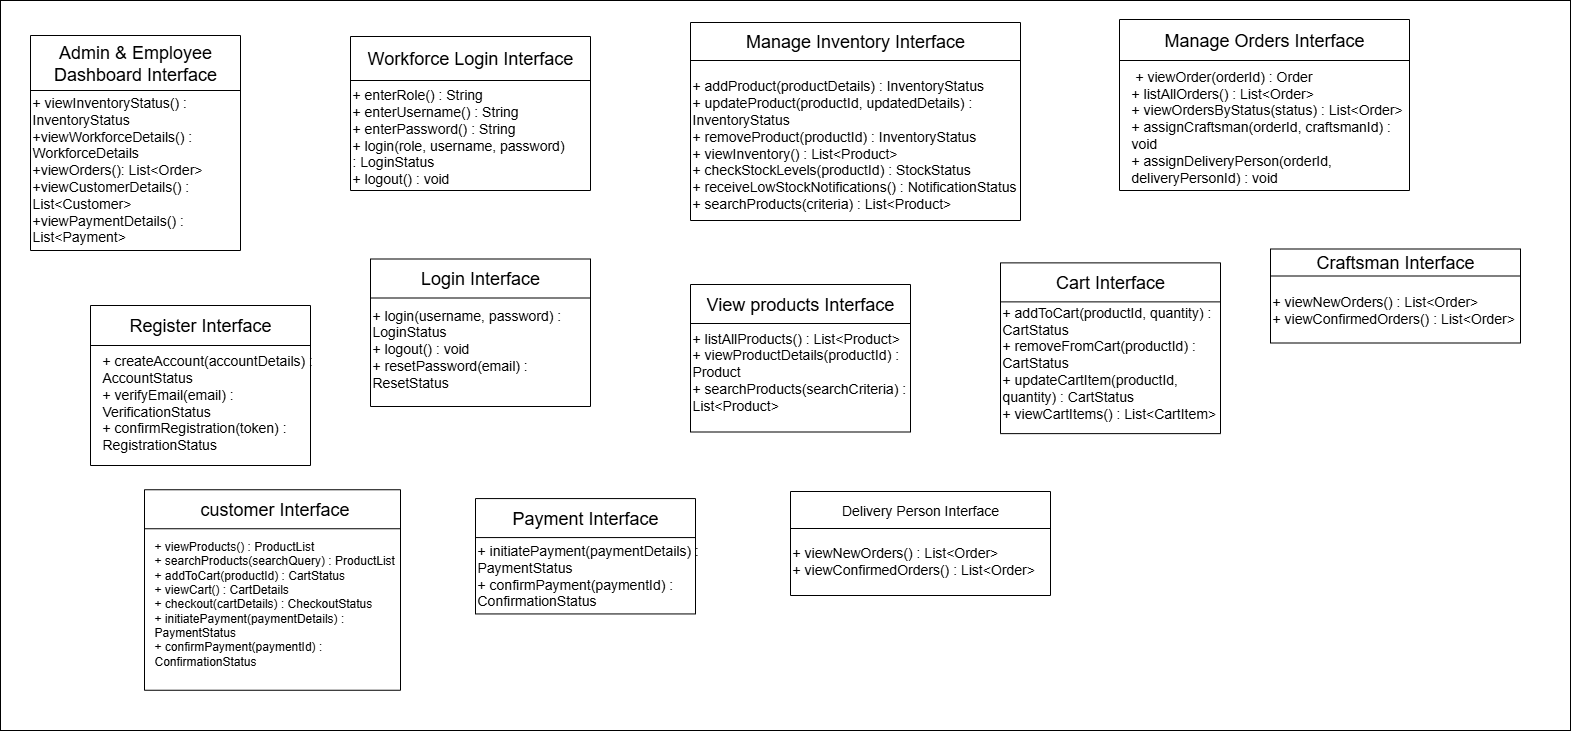 Admin & Employee
Dashboard Interface
+ viewInventoryStatus() :
InventoryStatus
+viewWorkforceDetails() :
WorkforceDetails
+viewOrders(): List<Order>
+viewCustomerDetails() :
List<Customer>
+viewPaymentDetails() :
List<Payment>
Workforce Login Interface
+ enterRole() : String
+ enterUsername() : String
+ enterPassword() : String
+ login(role, username, password)
: LoginStatus
+ logout() : void
Manage Inventory Interface
+ addProduct(productDetails) : InventoryStatus
+ updateProduct(productId, updatedDetails) :
InventoryStatus
+ removeProduct(productId) : InventoryStatus
+ viewInventory() : List<Product>
+ checkStockLevels(productId) : StockStatus
+ receiveLowStockNotifications() : NotificationStatus
+ searchProducts(criteria) : List<Product>
Manage Orders Interface
+ viewOrder(orderId) : Order
+ listAllOrders() : List<Order>
+ viewOrdersByStatus(status) : List<Order>
+ assignCraftsman(orderId, craftsmanId) :
void
+ assignDeliveryPerson(orderId,
deliveryPersonId) : void
Register Interface
+ createAccount(accountDetails) :
AccountStatus
+ verifyEmail(email) :
VerificationStatus
+ confirmRegistration(token) :
RegistrationStatus
Login Interface
+ login(username, password) :
LoginStatus
+ logout() : void
+ resetPassword(email) :
ResetStatus
View products Interface
+ listAllProducts() : List<Product>
+ viewProductDetails(productId) :
Product
+ searchProducts(searchCriteria) :
List<Product>
Cart Interface
+ addToCart(productId, quantity) :
CartStatus
+ removeFromCart(productId) :
CartStatus
+ updateCartItem(productId,
quantity) : CartStatus
+ viewCartItems() : List<CartItem>
Craftsman Interface
+ viewNewOrders() : List<Order>
+ viewConfirmedOrders() : List<Order>
customer Interface
+ viewProducts() : ProductList
+ searchProducts(searchQuery) : ProductList
+ addToCart(productId) : CartStatus
+ viewCart() : CartDetails
+ checkout(cartDetails) : CheckoutStatus
+ initiatePayment(paymentDetails) :
PaymentStatus
+ confirmPayment(paymentId) :
ConfirmationStatus
Payment Interface
+ initiatePayment(paymentDetails) :
PaymentStatus
+ confirmPayment(paymentId) :
ConfirmationStatus
Delivery Person Interface
+ viewNewOrders() : List<Order>
+ viewConfirmedOrders() : List<Order>